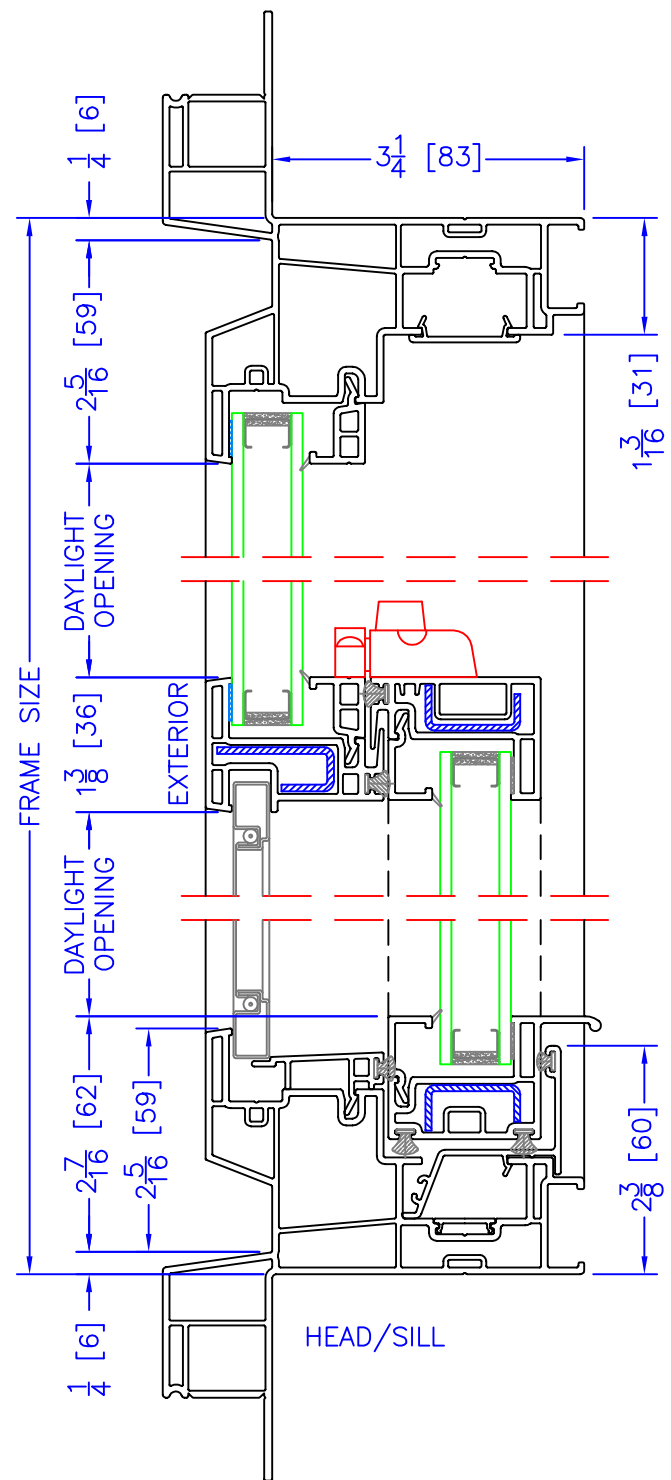 1/4 [6]
3 1/4 [83]
2 5/16 [59]
1 3/16 [31]
DAYLIGHT
OPENING
FRAME SIZE
1 3/8 [36]
EXTERIOR
DAYLIGHT
OPENING
2 7/16 [62]
2 5/16 [59]
2 3/8 [60]
1/4 [6]
HEAD/SILL